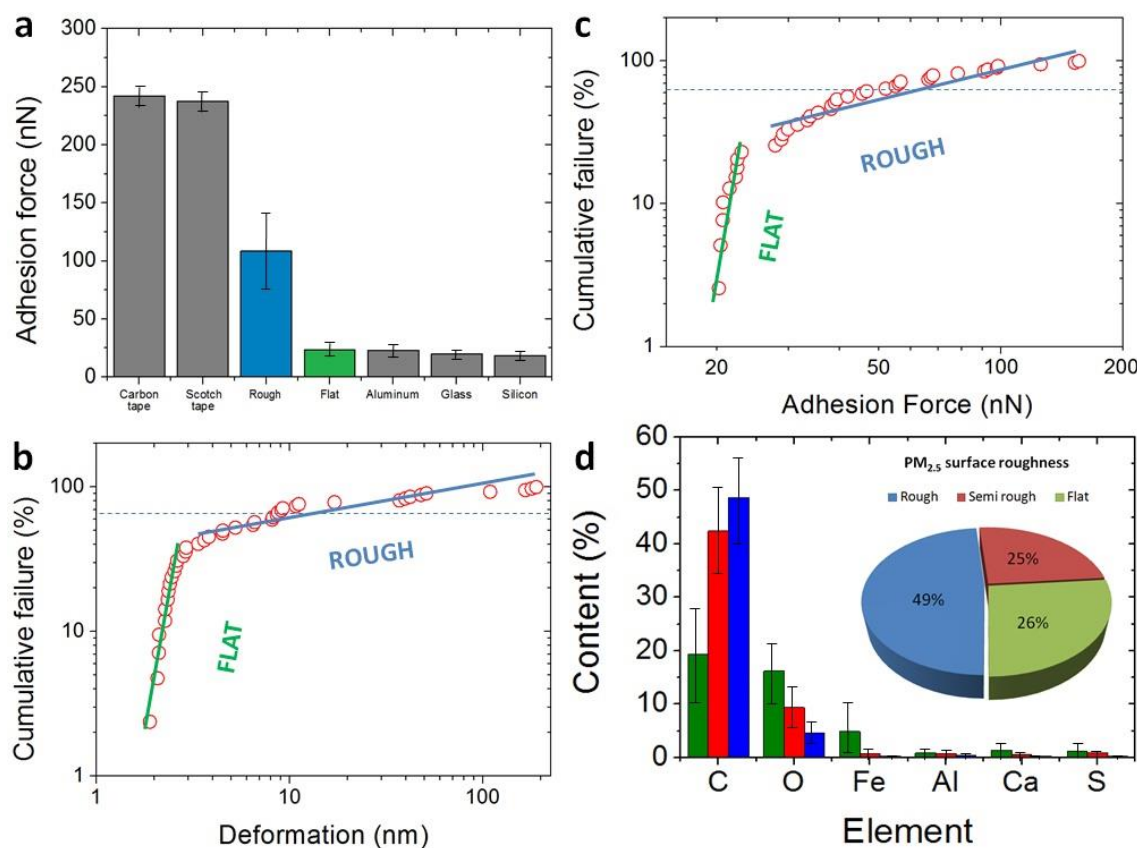 a
300
250
200
150
100
50
0
Adhesion force (nN)
Carbon tape
Scotch tape
Rough
Flat
Aluminum
Glass
Silicon
b
100
10
1
1
10
100
Cumulative failure (%)
Deformation (nm)
FLAT
ROUGH
c
100
10
1
20
50
100
200
Cumulative failure (%)
Adhesion Force (nN)
FLAT
ROUGH
d
60
50
40
30
20
10
0
Content (%)
PM2.5 surface roughness
Rough
Semi rough
Flat
49%
25%
26%
C
O
Fe
Al
Ca
S
Element